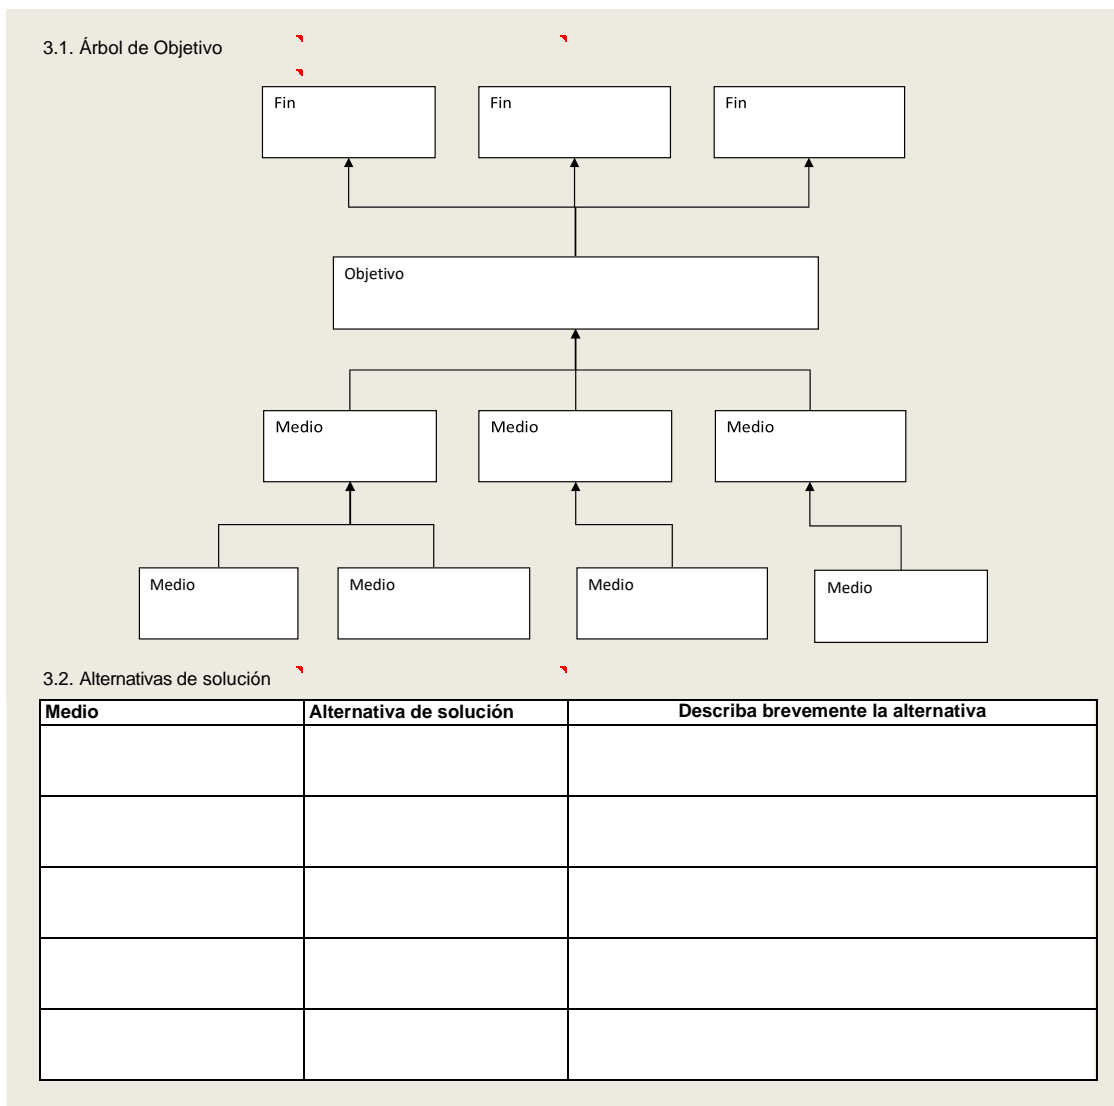 3.1. Árbol de Objetivo
Fin
Fin
Fin
Objetivo
Medio
Medio
Medio
Medio
Medio
Medio
Medio
3.2. Alternativas de solución
Medio
Alternativa de solución
Describa brevemente la alternativa